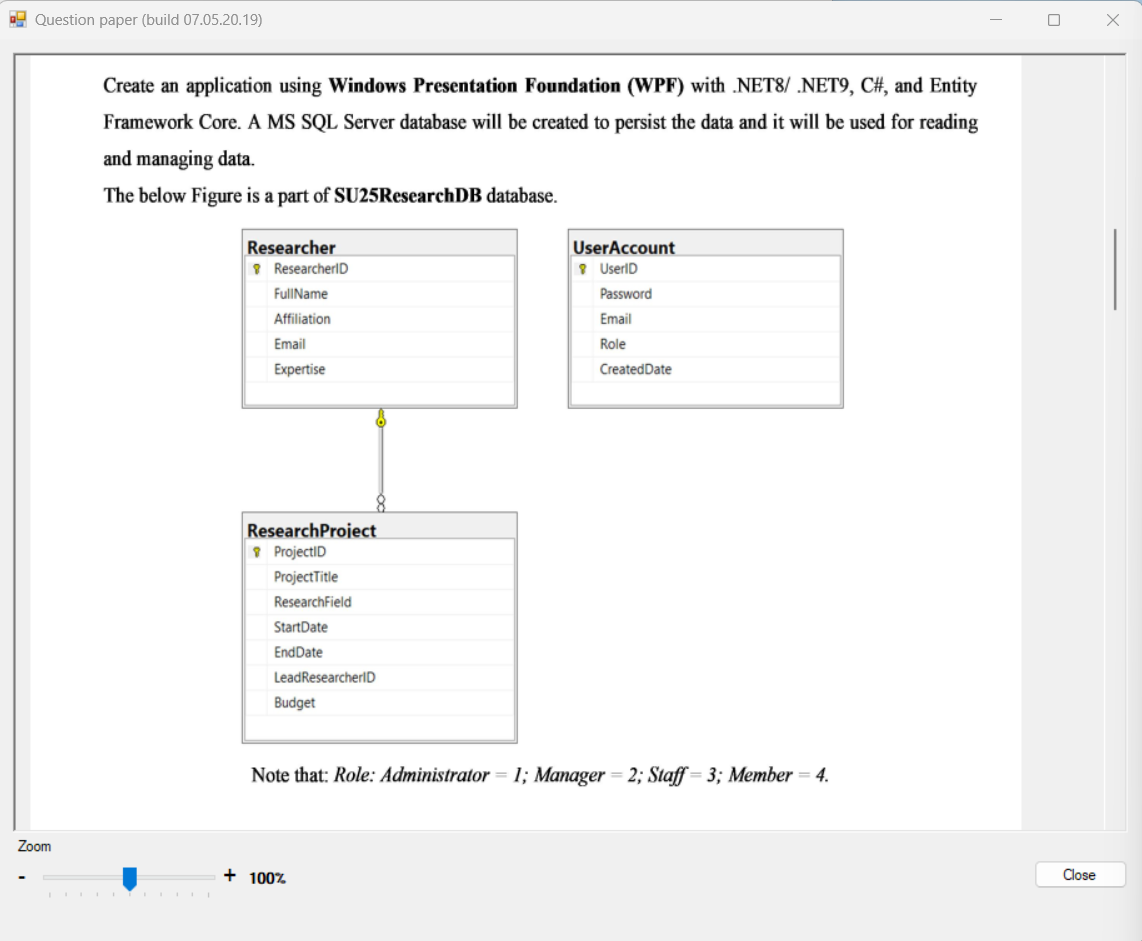 Question paper (build 07.05.20.19)
Create an application using Windows Presentation Foundation (WPF) with .NET8/ .NET9, C#, and Entity
Framework Core. A MS SQL Server database will be created to persist the data and it will be used for reading
and managing data.
The below Figure is a part of SU25ResearchDB database.
Researcher
ResearcherID
FullName
Affiliation
Email
Expertise
UserAccount
UserID
Password
Email
Role
CreatedDate
ResearchProject
ProjectID
ProjectTitle
ResearchField
StartDate
EndDate
LeadResearcherID
Budget
Note that: Role: Administrator = 1; Manager = 2; Staff = 3; Member = 4.
Zoom
- + 100%
Close